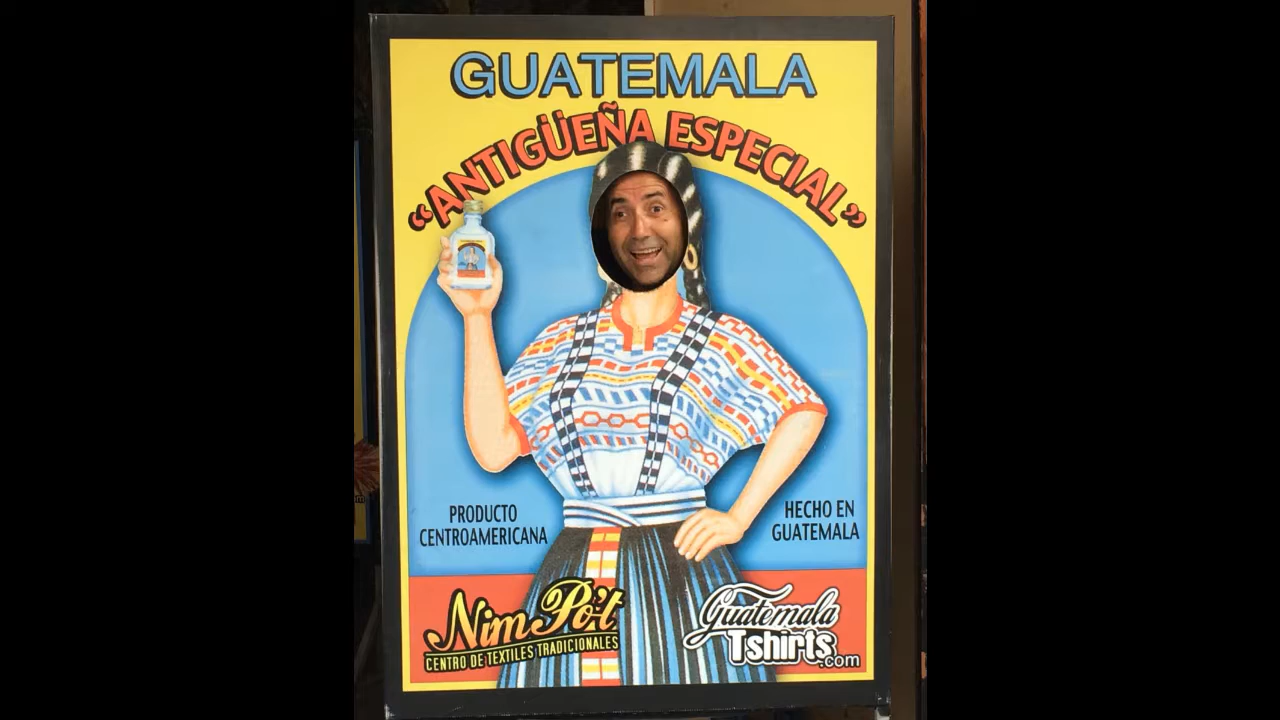 GUATEMALA
“ANTIGÜEÑA ESPECIAL”
PRODUCTO
CENTROAMERICANA
HECHO EN
GUATEMALA
Nim Po't
CENTRO DE TEXTILES TRADICIONALES
Guatemala
Tshirts.com